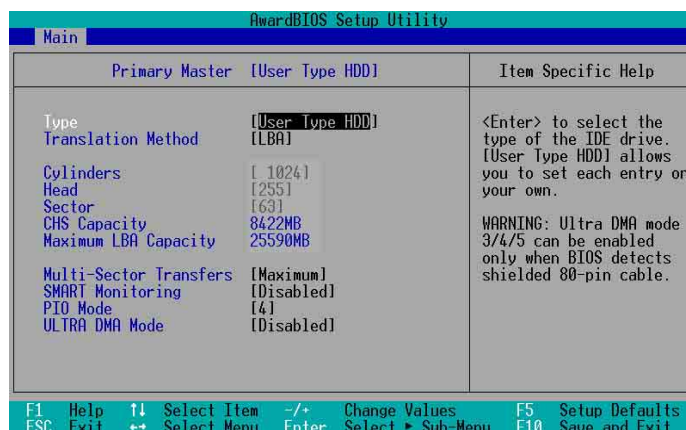 AwardBIOS Setup Utility
Main
Primary Master [User Type HDD]
Item Specific Help
Type [User Type HDD]
Translation Method [LBA]
Cylinders [ 1024]
Head [255]
Sector [63]
CHS Capacity 8422MB
Maximum LBA Capacity 25590MB
Multi-Sector Transfers [Maximum]
SMART Monitoring [Disabled]
PIO Mode [4]
ULTRA DMA Mode [Disabled]
<Enter> to select the
type of the IDE drive.
[User Type HDD] allows
you to set each entry on
your own.
WARNING: Ultra DMA mode
3/4/5 can be enabled
only when BIOS detects
shielded 80-pin cable.
F1 Help ↑↓ Select Item -/+ Change Values F5 Setup Defaults
ESC Exit ←→ Select Menu Enter Select ► Sub-Menu F10 Save and Exit